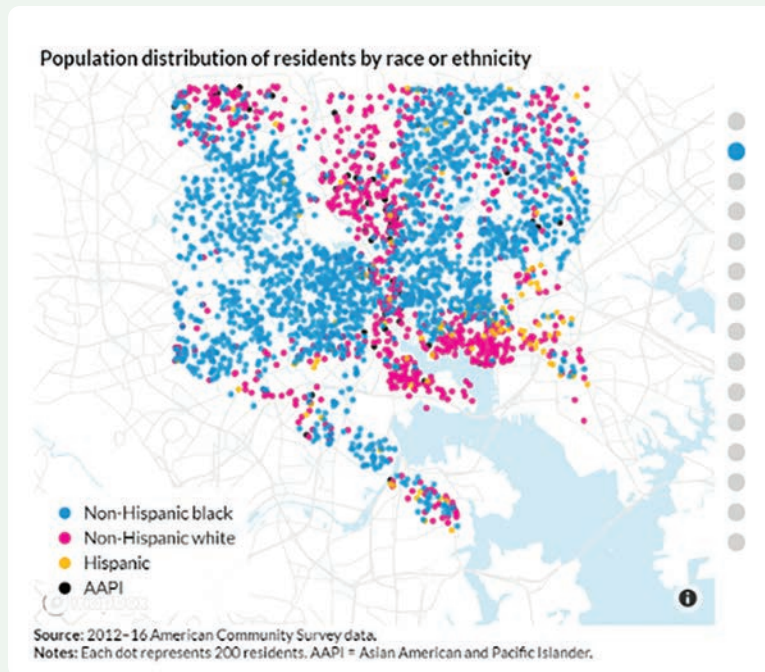 Population distribution of residents by race or ethnicity
Non-Hispanic black
Non-Hispanic white
Hispanic
AAPI
Source: 2012–16 American Community Survey data.
Notes: Each dot represents 200 residents. AAPI = Asian American and Pacific Islander.